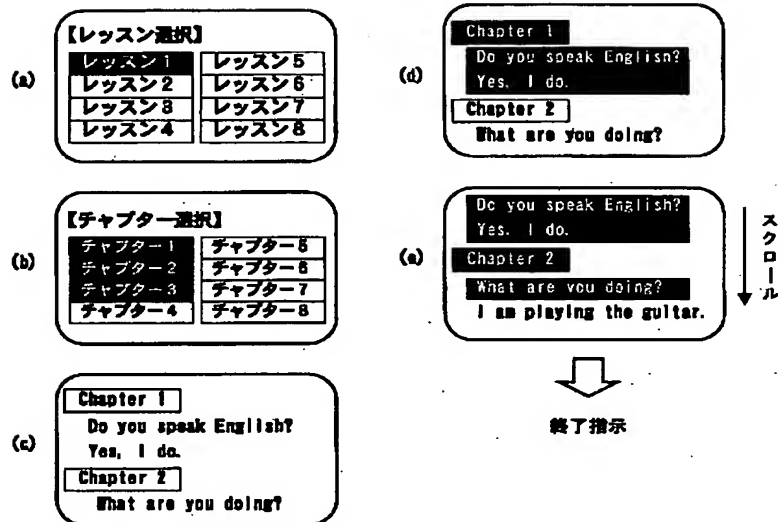 (a)
【レッスン選択】
レッスン1
レッスン2
レッスン3
レッスン4
レッスン5
レッスン6
レッスン7
レッスン8
(b)
【チャプター選択】
チャプター1
チャプター2
チャプター3
チャプター4
チャプター5
チャプター6
チャプター7
チャプター8
(c)
Chapter 1
Do you speak English?
Yes, I do.
Chapter 2
What are you doing?
(d)
Chapter 1
Do you speak English?
Yes, I do.
Chapter 2
What are you doing?
(e)
Do you speak English?
Yes, I do.
Chapter 2
What are you doing?
I am playing the guitar.
スクロール
終了指示